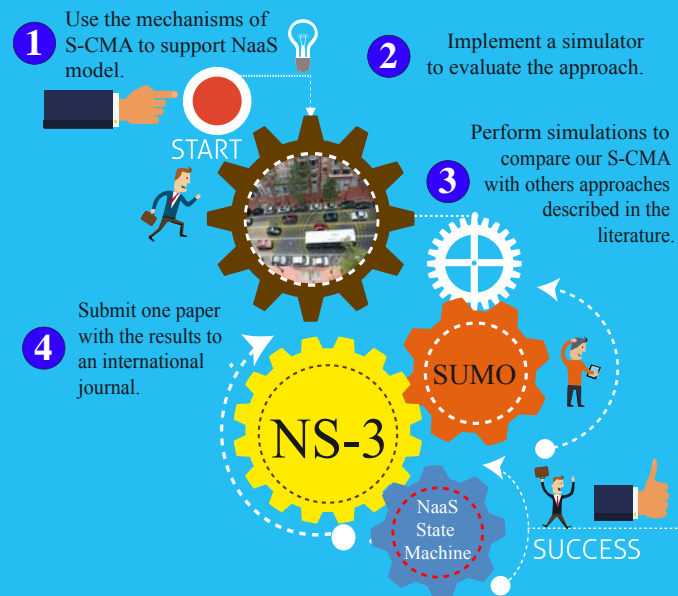 1
Use the mechanisms of
S-CMA to support NaaS
model.
START
2
Implement a simulator
to evaluate the approach.
3
Perform simulations to
compare our S-CMA
with others approaches
described in the
literature.
4
Submit one paper
with the results to
an international
journal.
SUMO
NS-3
NaaS
State
Machine
SUCCESS